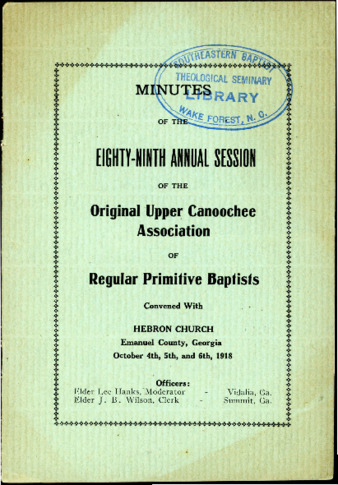 SOUTHEASTERN BAPTIST
THEOLOGICAL SEMINARY
LIBRARY
WAKE FOREST, N. C.
MINUTES
OF THE
EIGHTY-NINTH ANNUAL SESSION
OF THE
Original Upper Canoochee
Association
OF
Regular Primitive Baptists
Convened With
HEBRON CHURCH
Emanuel County, Georgia
October 4th, 5th, and 6th, 1918
Officers:
Elder Lee Hanks, Moderator - Vidalia, Ga.
Elder J. B. Wilson, Clerk - Summit, Ga.